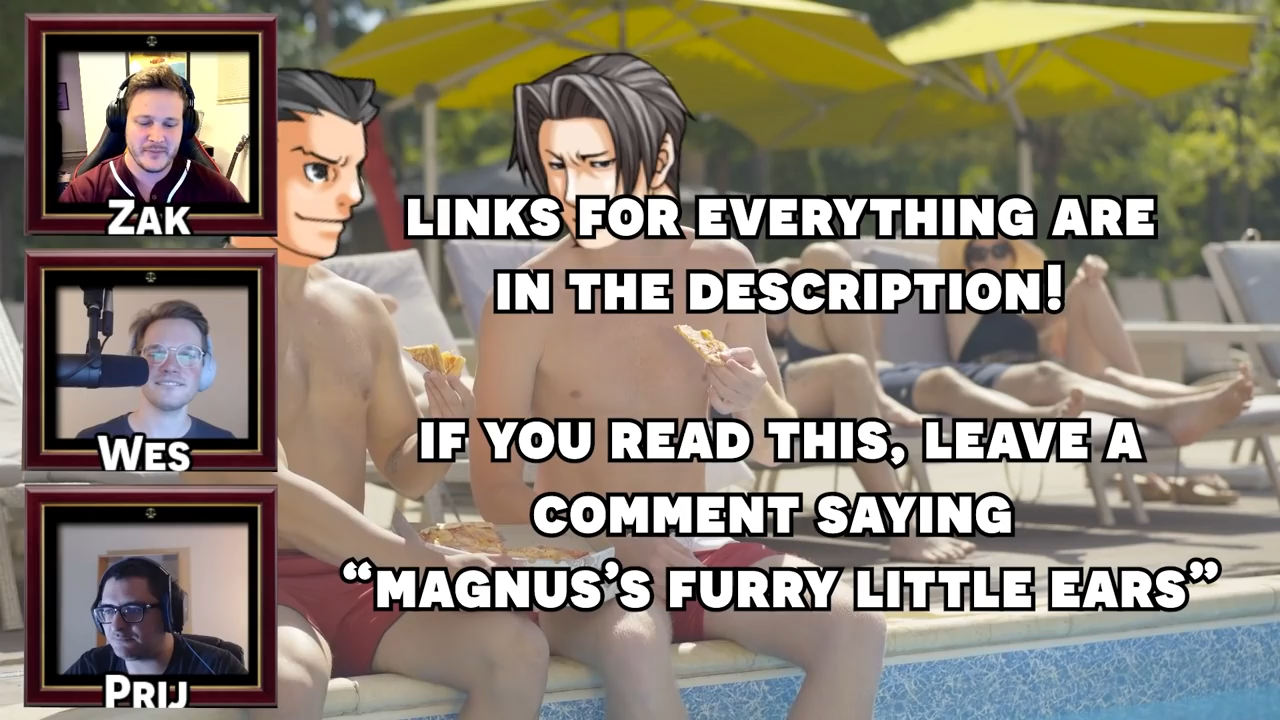 ZAK
WES
PRIJ
LINKS FOR EVERYTHING ARE
IN THE DESCRIPTION!
IF YOU READ THIS, LEAVE A
COMMENT SAYING
“MAGNUS’S FURRY LITTLE EARS”